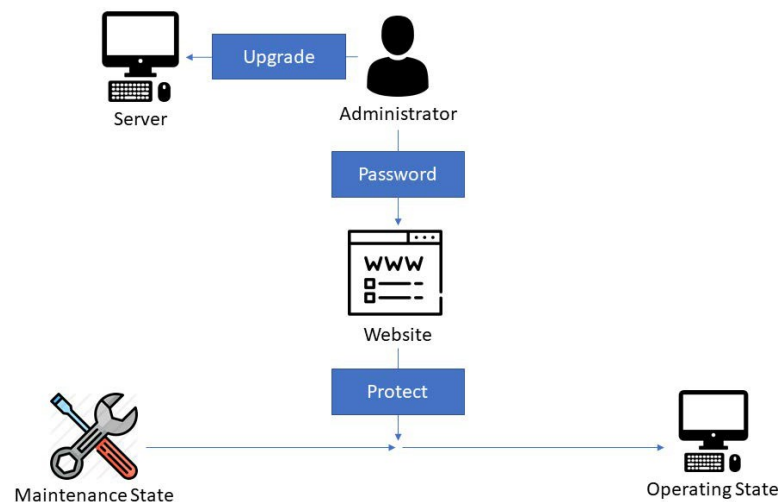 Upgrade
Server
Administrator
Password
WWW
Website
Protect
Maintenance State
Operating State